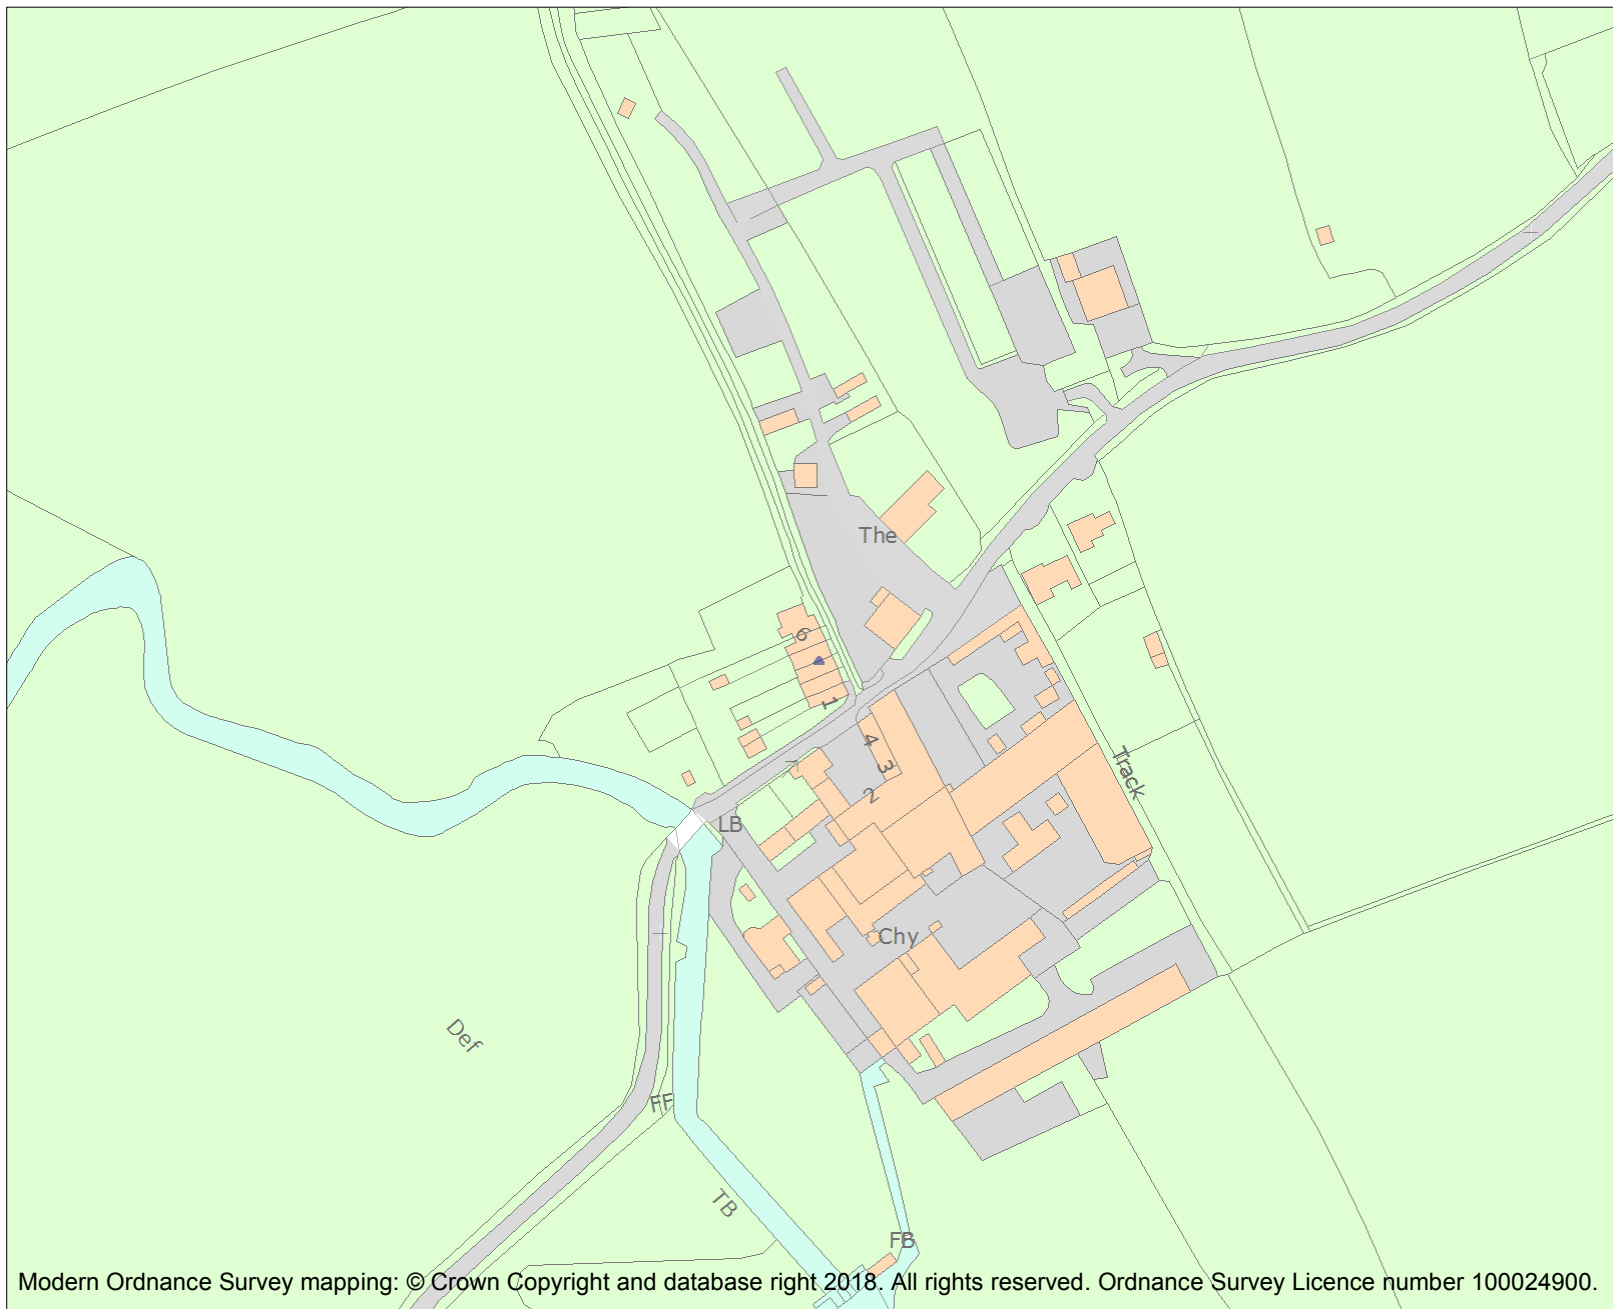 The
6
1
4
3
2
Track
LB
Chy
Def
FF
TB
FB
Modern Ordnance Survey mapping: © Crown Copyright and database right 2018. All rights reserved. Ordnance Survey Licence number 100024900.